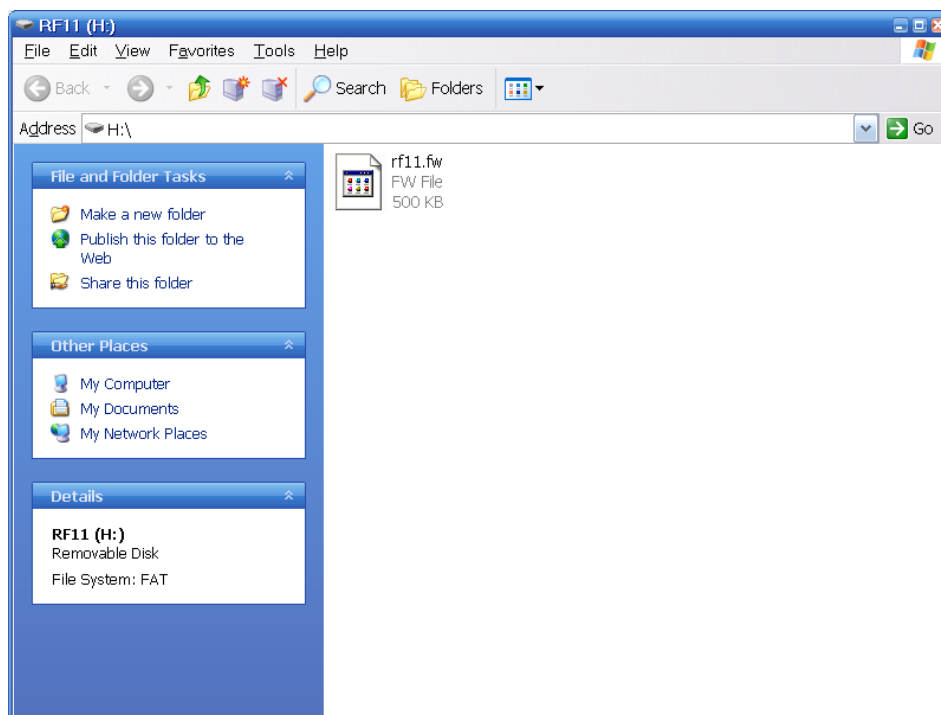 RF11 (H:)
File Edit View Favorites Tools Help
Back Search Folders
Address H:\ Go
File and Folder Tasks
Make a new folder
Publish this folder to the
Web
Share this folder
Other Places
My Computer
My Documents
My Network Places
Details
RF11 (H:)
Removable Disk
File System: FAT
rf11.fw
FW File
500 KB